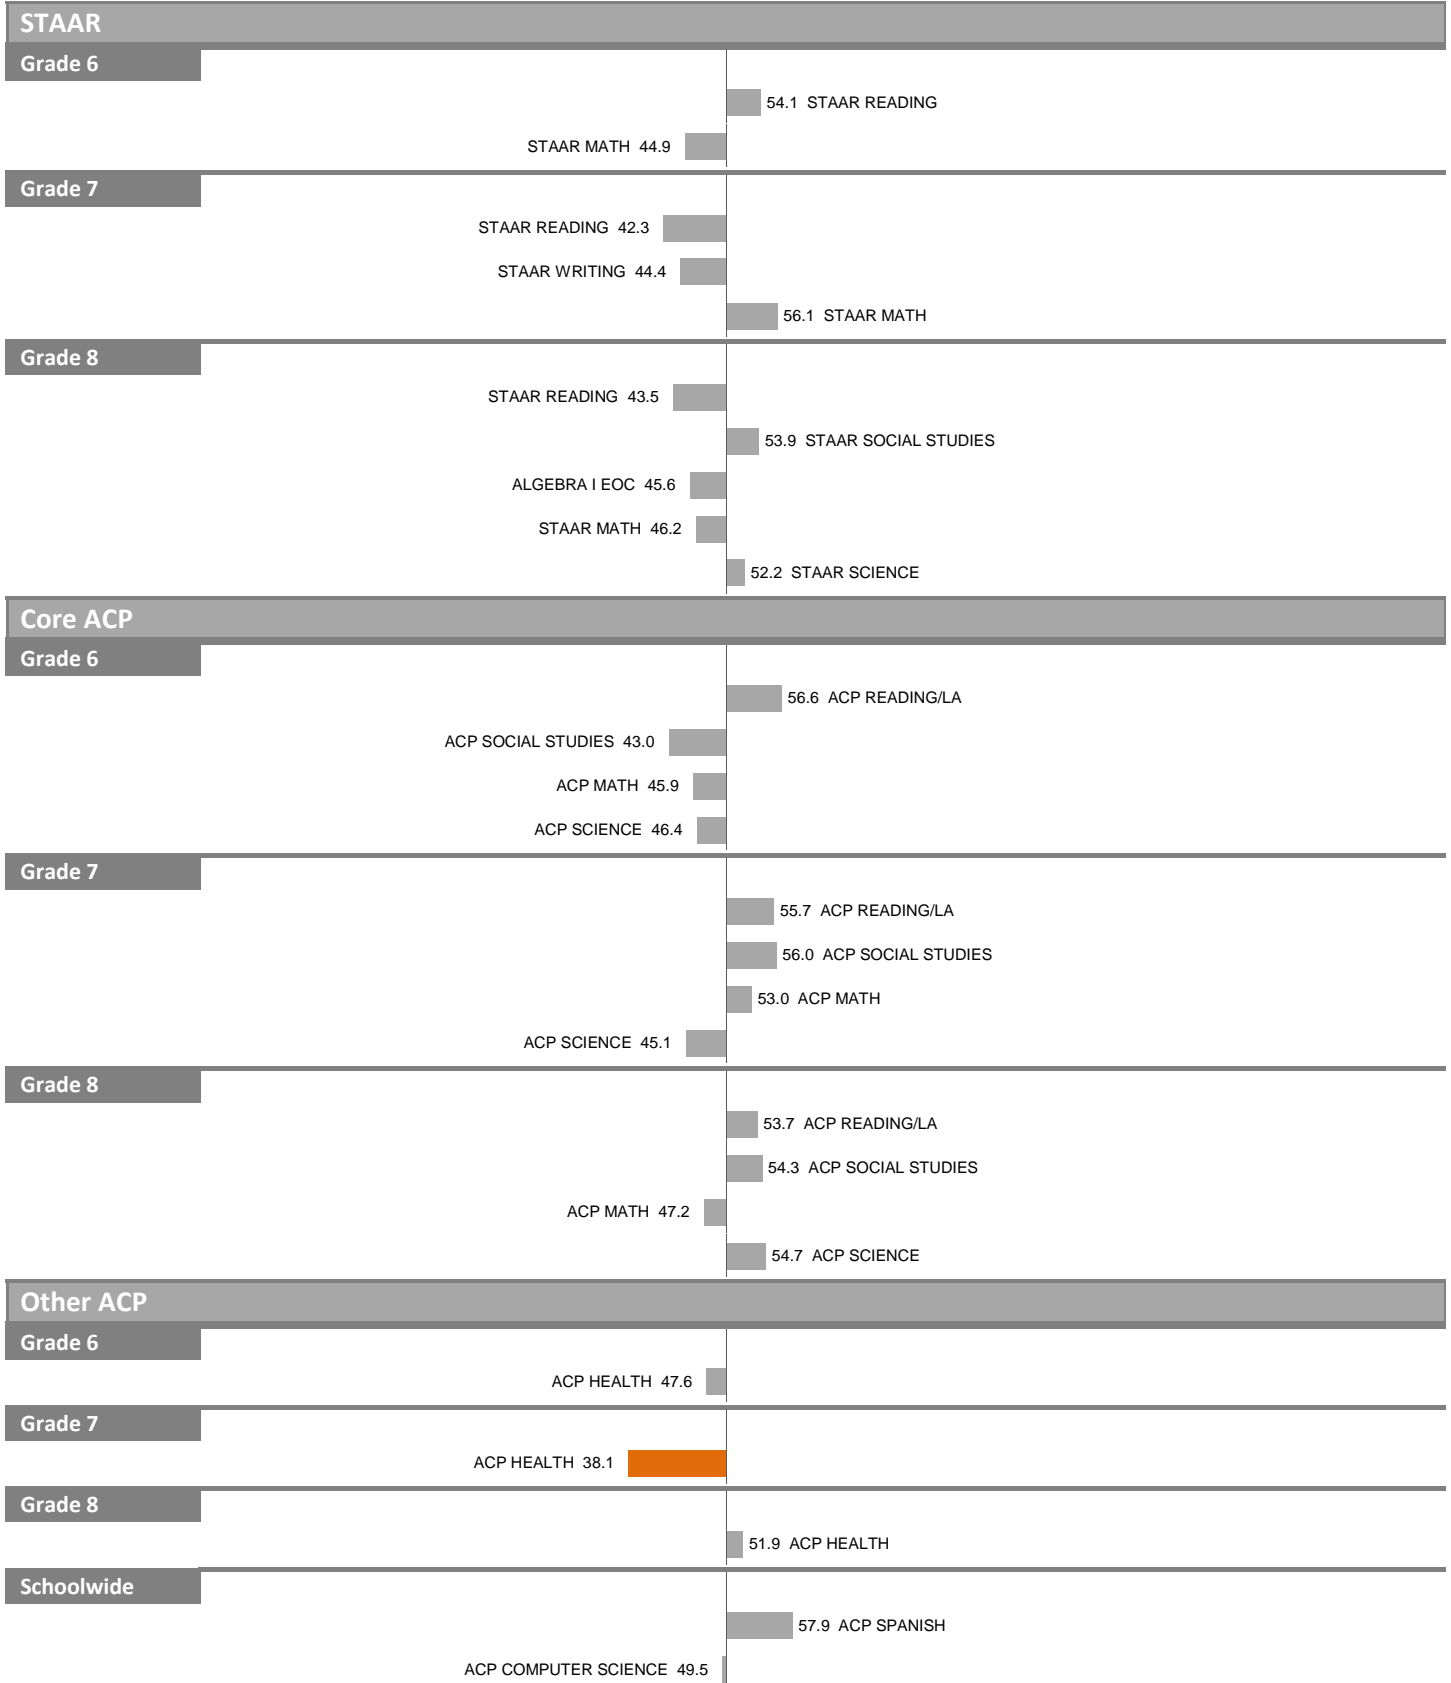 STAAR
Grade 6
54.1 STAAR READING
STAAR MATH 44.9
Grade 7
STAAR READING 42.3
STAAR WRITING 44.4
56.1 STAAR MATH
Grade 8
STAAR READING 43.5
53.9 STAAR SOCIAL STUDIES
ALGEBRA I EOC 45.6
STAAR MATH 46.2
52.2 STAAR SCIENCE
Core ACP
Grade 6
56.6 ACP READING/LA
ACP SOCIAL STUDIES 43.0
ACP MATH 45.9
ACP SCIENCE 46.4
Grade 7
55.7 ACP READING/LA
56.0 ACP SOCIAL STUDIES
53.0 ACP MATH
ACP SCIENCE 45.1
Grade 8
53.7 ACP READING/LA
54.3 ACP SOCIAL STUDIES
ACP MATH 47.2
54.7 ACP SCIENCE
Other ACP
Grade 6
ACP HEALTH 47.6
Grade 7
ACP HEALTH 38.1
Grade 8
51.9 ACP HEALTH
Schoolwide
57.9 ACP SPANISH
ACP COMPUTER SCIENCE 49.5